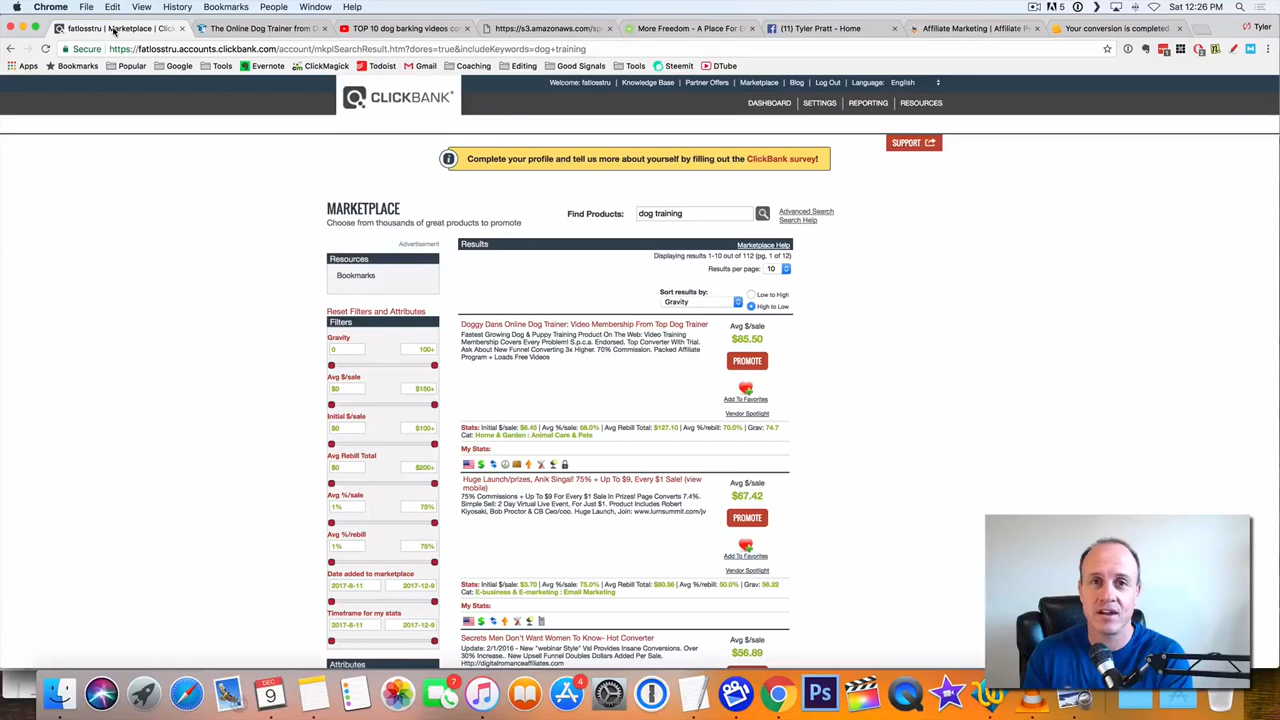 Chrome File Edit View History Bookmarks People Window Help
5 Sat 12:26 PM
fatlosstru | Marketplace | Click × The Online Dog Trainer from D × TOP 10 dog barking videos co × https://s3.amazonaws.com/sp × More Freedom - A Place For E × (7) Tyler Pratt - Home × Affiliate Marketing | Affiliate P × Your conversion is completed × Tyler
Secure https://fatlosstru.accounts.clickbank.com/account/mkplSearchResult.htm?dores=true&includeKeywords=dog+training
Apps Bookmarks Popular Google Tools Evernote ClickMagick Todoist Gmail Coaching Editing Good Signals Tools Steemit DTube
Welcome: fatlosstru | Knowledge Base | Partner Offers | Marketplace | Blog | Log Out | Language: English
CLICKBANK
DASHBOARD | SETTINGS | REPORTING | RESOURCES
SUPPORT
Complete your profile and tell us more about yourself by filling out the ClickBank survey!
MARKETPLACE
Choose from thousands of great products to promote
Find Products: dog training
Advanced Search
Search Help
Advertisement
Resources
Bookmarks
Reset Filters and Attributes
Filters
Gravity
0 100+
Avg $/sale
$0 $150+
Initial $/sale
$0 $100+
Avg Rebill Total
$0 $200+
Avg %/sale
1% 75%
Avg %/rebill
1% 75%
Date added to marketplace
2017-8-11 2017-12-9
Timeframe for my stats
2017-8-11 2017-12-9
Attributes
Results Marketplace Help
Displaying results 1-10 out of 112 (pg. 1 of 12)
Results per page: 10
Sort results by:
Gravity
Low to High
High to Low
Doggy Dans Online Dog Trainer: Video Membership From Top Dog Trainer
Fastest Growing Dog & Puppy Training Product On The Web: Video Training
Membership Covers Every Problem! S.p.c.a. Endorsed. Top Converter With Trial.
Ask About New Funnel Converting 3x Higher. 70% Commission. Packed Affiliate
Program + Loads Free Videos
Avg $/sale
$85.50
PROMOTE
Add To Favorites
Vendor Spotlight
Stats: Initial $/sale: $6.45 | Avg %/sale: 68.0% | Avg Rebill Total: $127.10 | Avg %/rebill: 70.0% | Grav: 74.7
Cat: Home & Garden : Animal Care & Pets
My Stats:
Huge Launch/prizes, Anik Singal! 75% + Up To $9, Every $1 Sale! (view
mobile)
75% Commissions + Up To $9 For Every $1 Sale In Prizes! Page Converts 7.4%.
Simple Sell: 2 Day Virtual Live Event, For Just $1. Product Includes Robert
Kiyosaki, Bob Proctor & CB Ceo/coo. Huge Launch, Join: www.lurnsummit.com/jv
Avg $/sale
$67.42
PROMOTE
Add To Favorites
Vendor Spotlight
Stats: Initial $/sale: $3.70 | Avg %/sale: 75.0% | Avg Rebill Total: $80.56 | Avg %/rebill: 50.0% | Grav: 56.22
Cat: E-business & E-marketing : Email Marketing
My Stats:
Secrets Men Don't Want Women To Know- Hot Converter
Update: 2/1/2016 - New "webinar Style" Vsl Provides Insane Conversions. Over
30% Increase.. New Upsell Funnel Doubles Dollars Added Per Sale.
Http://digitalromanceaffiliates.com
Avg $/sale
$56.89
DEC
9
7
4
Ps